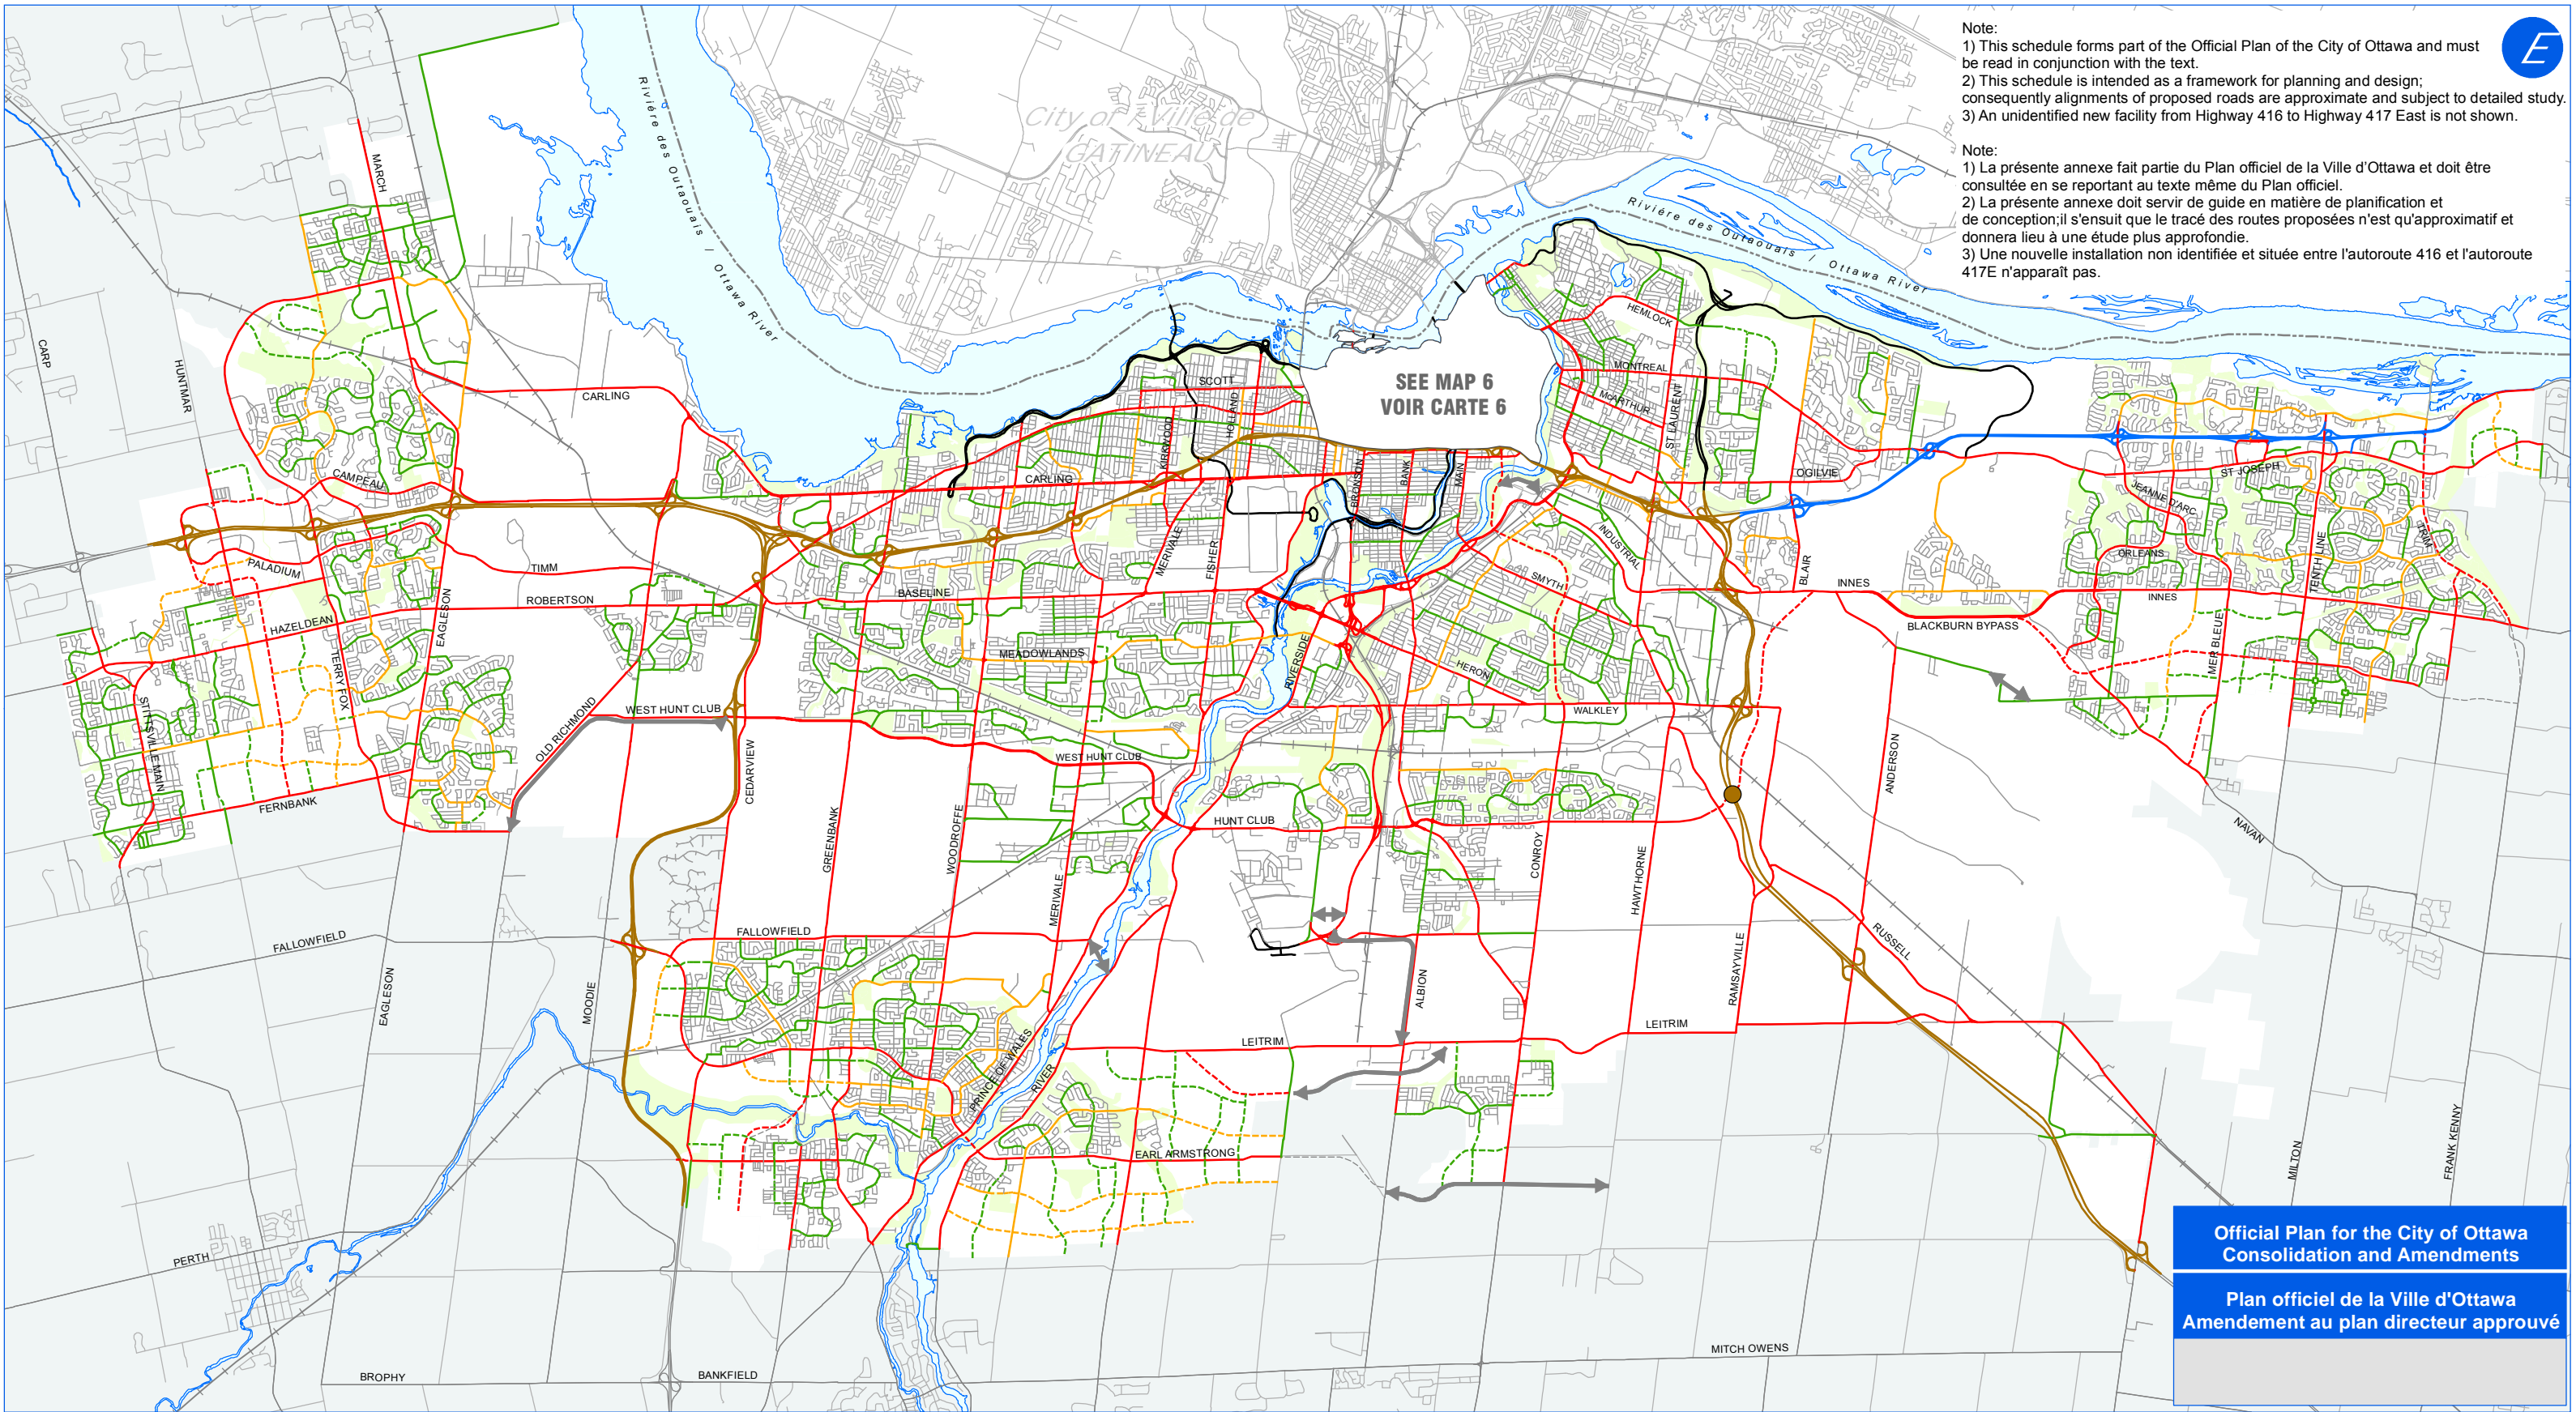 Note:
1) This schedule forms part of the Official Plan of the City of Ottawa and must
be read in conjunction with the text.
2) This schedule is intended as a framework for planning and design;
consequently alignments of proposed roads are approximate and subject to detailed study.
3) An unidentified new facility from Highway 416 to Highway 417 East is not shown.
E
Note:
1) La présente annexe fait partie du Plan officiel de la Ville d'Ottawa et doit être
consultée en se reportant au texte même du Plan officiel.
2) La présente annexe doit servir de guide en matière de planification et
de conception;il s'ensuit que le tracé des routes proposées n'est qu'approximatif et
donnera lieu à une étude plus approfondie.
3) Une nouvelle installation non identifiée et située entre l'autoroute 416 et l'autoroute
417E n'apparaît pas.
City of / Ville de
GATINEAU
Riviére des Outaouais / Ottawa River
Riviére des Outaouais / Ottawa River
MARCH
CARP
HUNTMAR
CARLING
SCOTT
HOLLAND
KIRKWOOD
SEE MAP 6
VOIR CARTE 6
HEMLOCK
MONTREAL
McARTHUR
ST LAURENT
CAMPEAU
CARLING
BRONSON
BANK
MAIN
OGILVIE
ST JOSEPH
JEANNE D'ARC
ORLEANS
TENTH LINE
TRIM
PALADIUM
TIMM
ROBERTSON
HAZELDEAN
EAGLESON
TERRY FOX
STITTSVILLE MAIN
FERNBANK
BASELINE
MERIVALE
FISHER
MEADOWLANDS
RIVERSIDE
INDUSTRIAL
SMYTH
HERON
WALKLEY
BLAIR
INNES
INNES
BLACKBURN BYPASS
MER BLEUE
OLD RICHMOND
WEST HUNT CLUB
CEDARVIEW
WEST HUNT CLUB
HUNT CLUB
GREENBANK
WOODROFFE
MERIVALE
CONROY
HAWTHORNE
ANDERSON
NAVAN
FALLOWFIELD
FALLOWFIELD
EAGLESON
MOODIE
PRINCE OF WALES
RIVER
LEITRIM
ALBION
LEITRIM
RAMSAYVILLE
RUSSELL
EARL ARMSTRONG
PERTH
BROPHY
BANKFIELD
MITCH OWENS
MILTON
FRANK KENNY
Official Plan for the City of Ottawa
Consolidation and Amendments
Plan officiel de la Ville d'Ottawa
Amendement au plan directeur approuvé